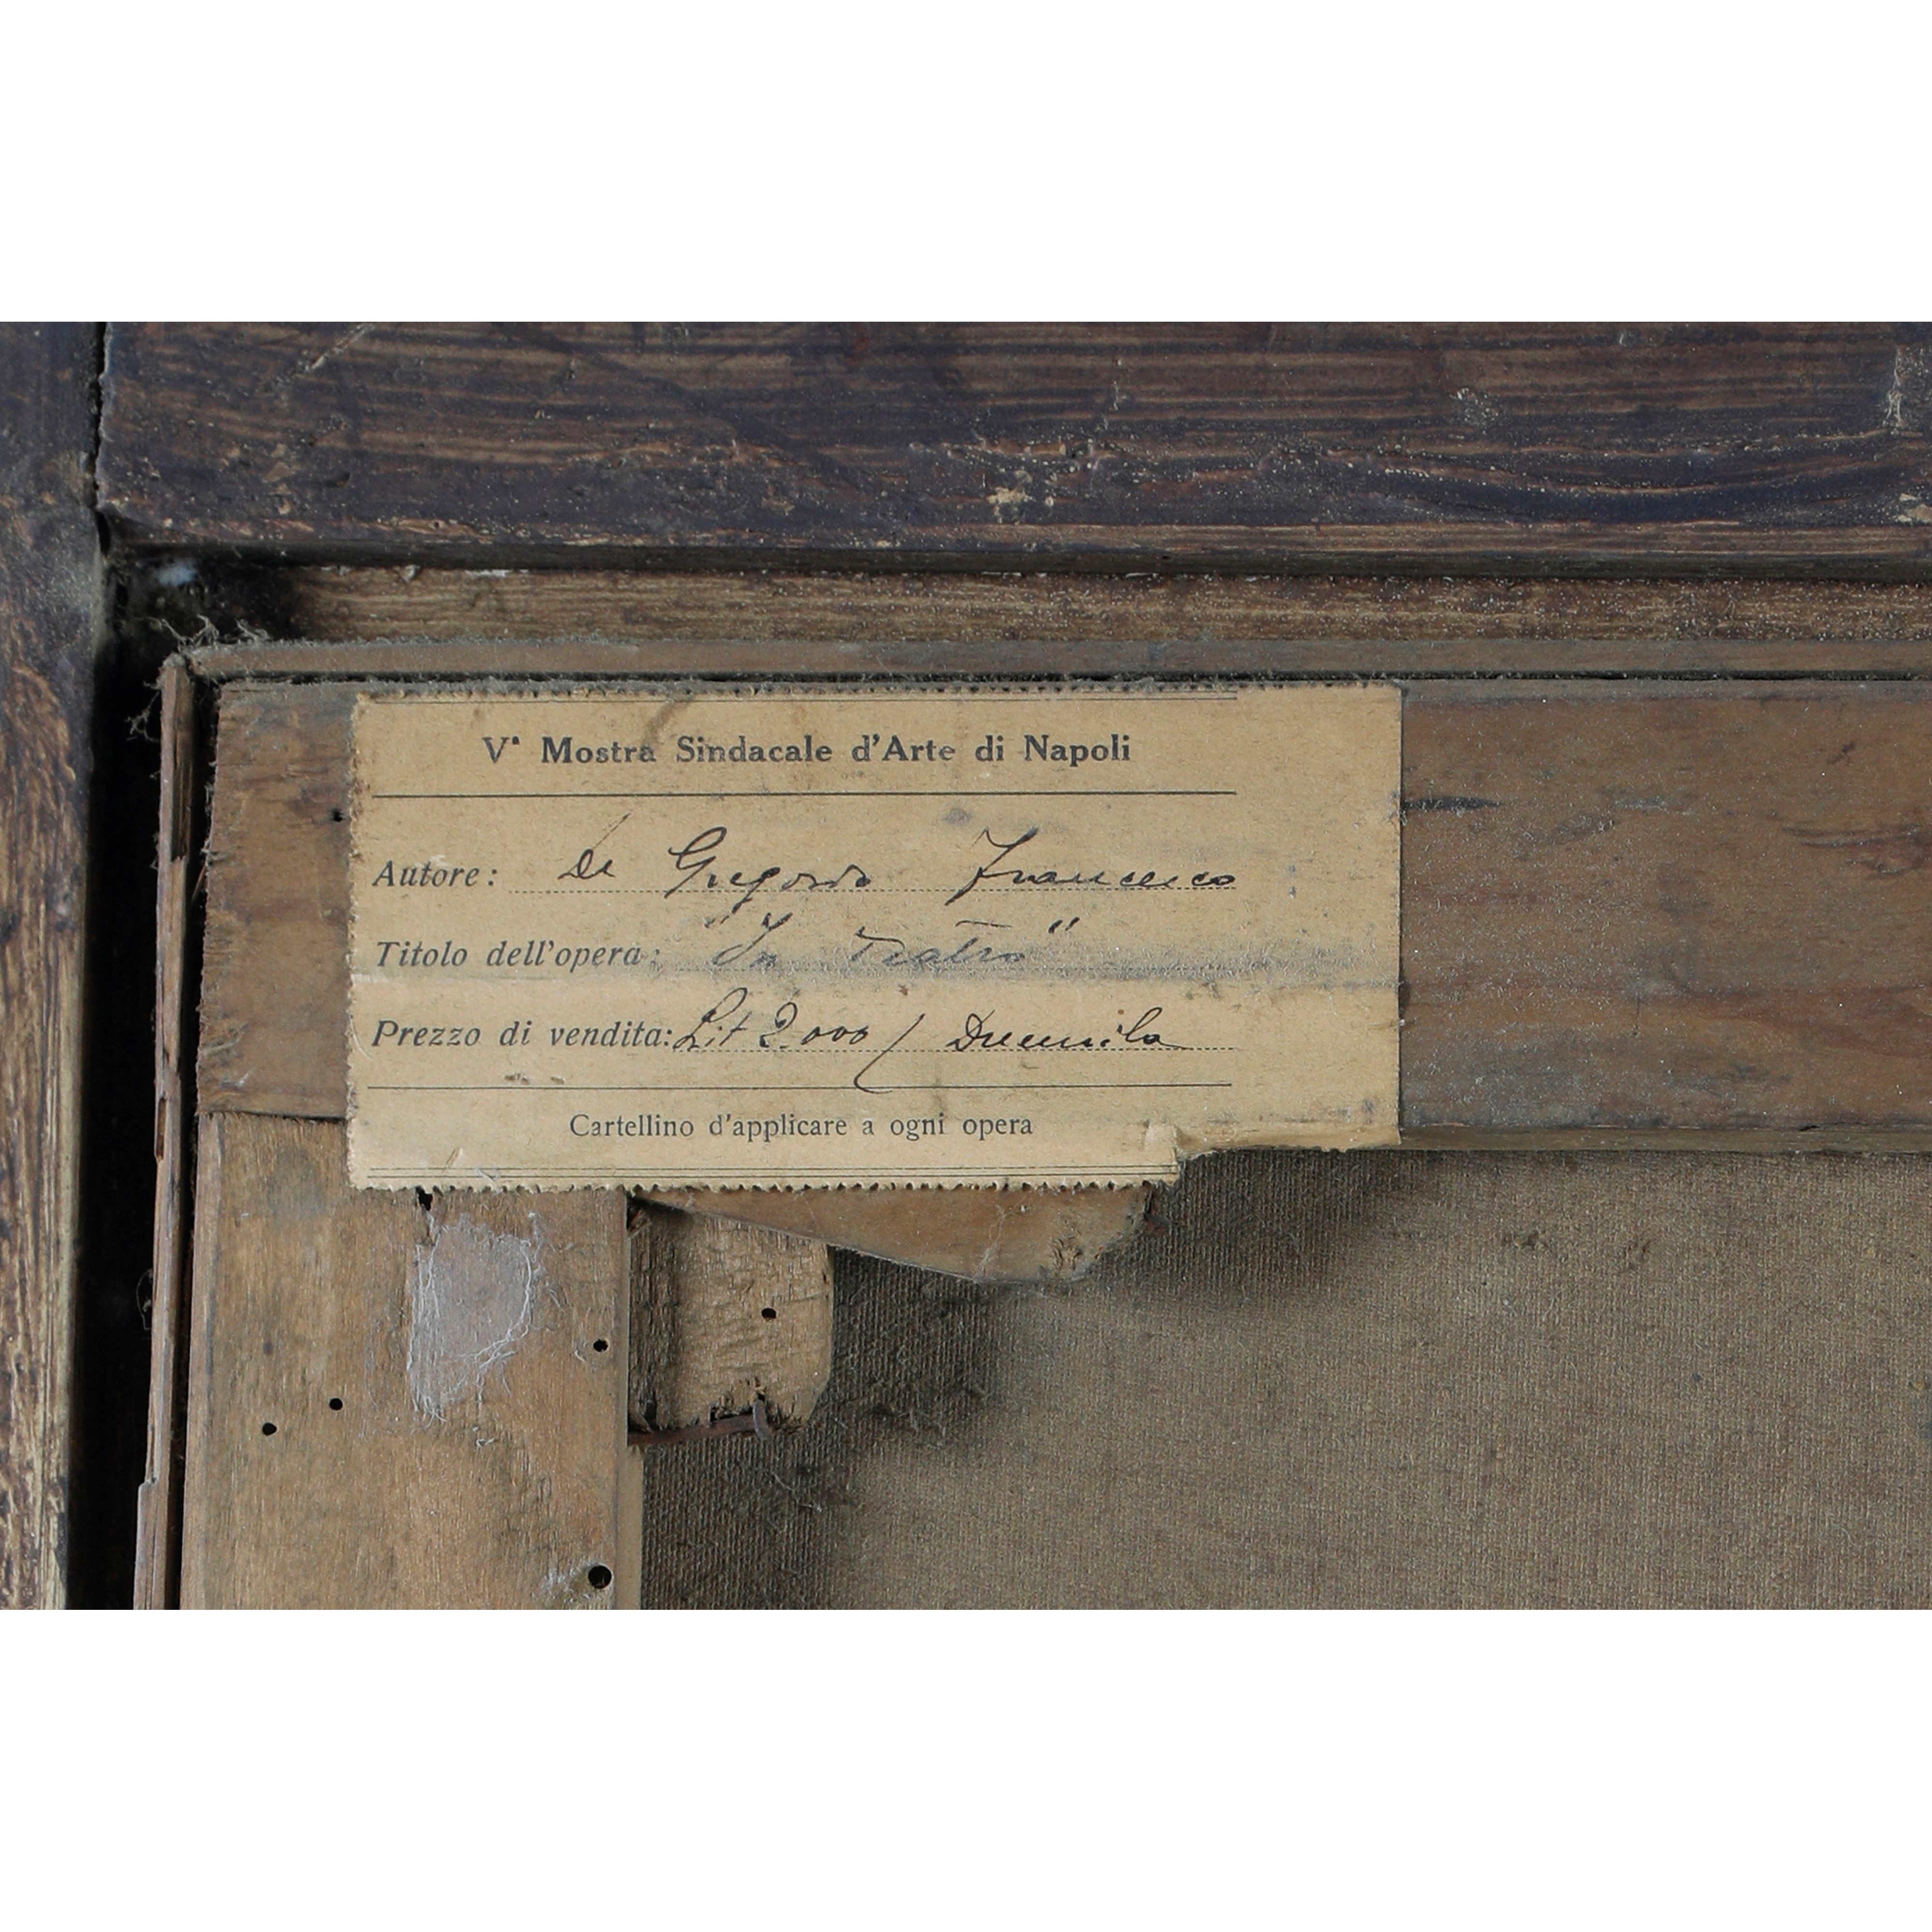 Vª Mostra Sindacale d'Arte di Napoli
Autore: De Gregorio Francesco
Titolo dell'opera: "In Teatro"
Prezzo di vendita: Lit 2.000 / Duemila
Cartellino d'applicare a ogni opera